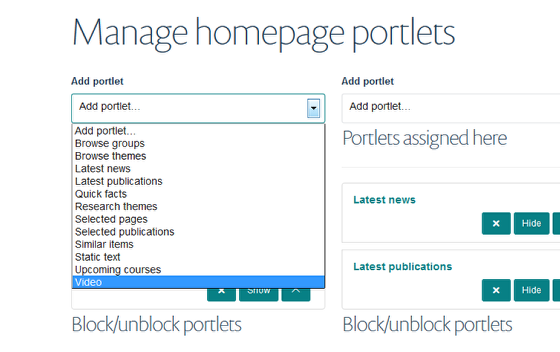 Manage homepage portlets
Add portlet
Add portlet...
Add portlet...
Browse groups
Browse themes
Latest news
Latest publications
Quick facts
Research themes
Selected pages
Selected publications
Similar items
Static text
Upcoming courses
Video
Show
Block/unblock portlets
Add portlet
Add portlet...
Portlets assigned here
Latest news
Hide
Latest publications
Hide
Block/unblock portlets